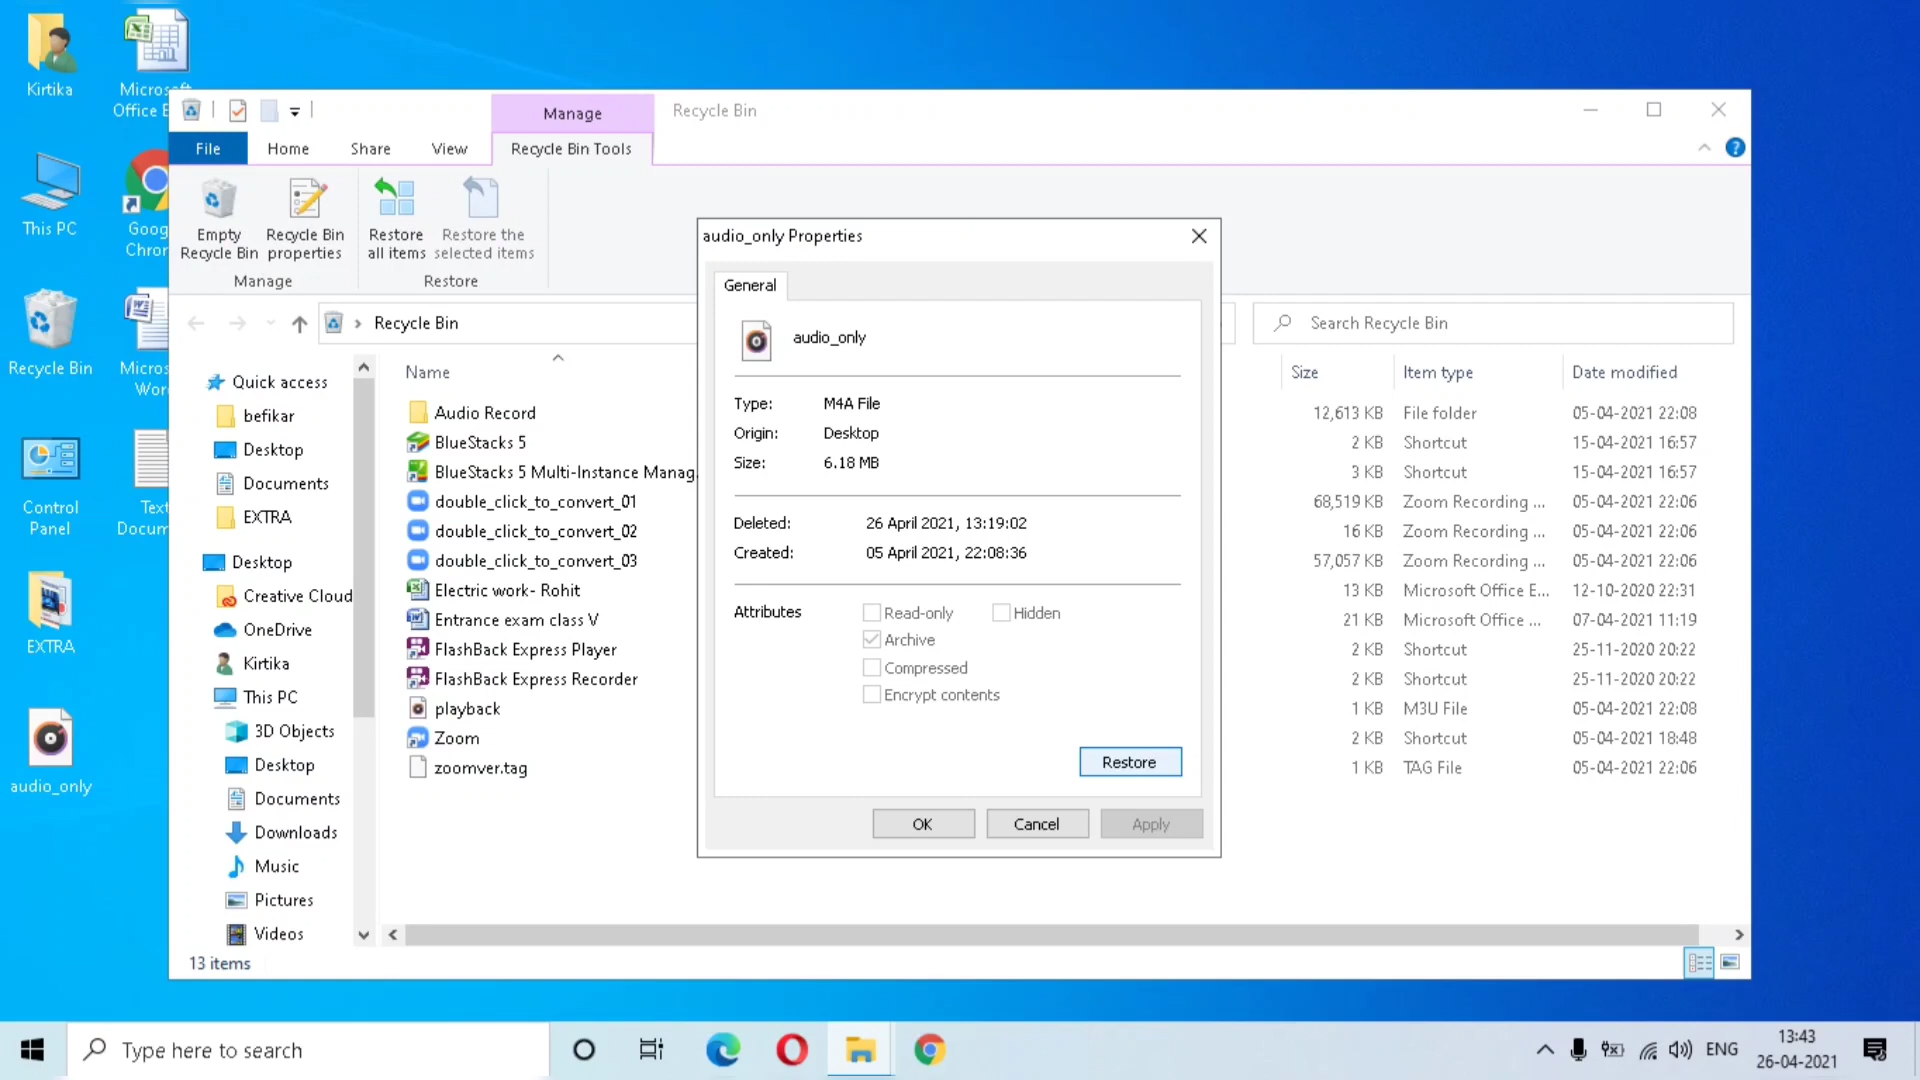 Kirtika
Microsoft
Office E
This PC
Goog
Chrom
Recycle Bin
Micros
Word
Control
Panel
Text
Docum
EXTRA
audio_only
Manage
Recycle Bin
File
Home
Share
View
Recycle Bin Tools
Empty
Recycle Bin
Recycle Bin
properties
Restore
all items
Restore the
selected items
Manage
Restore
Recycle Bin
Search Recycle Bin
Quick access
befikar
Desktop
Documents
EXTRA
Desktop
Creative Cloud
OneDrive
Kirtika
This PC
3D Objects
Desktop
Documents
Downloads
Music
Pictures
Videos
Name
Size
Item type
Date modified
Audio Record
12,613 KB File folder 05-04-2021 22:08
BlueStacks 5
2 KB Shortcut 15-04-2021 16:57
BlueStacks 5 Multi-Instance Manag
3 KB Shortcut 15-04-2021 16:57
double_click_to_convert_01
68,519 KB Zoom Recording ... 05-04-2021 22:06
double_click_to_convert_02
16 KB Zoom Recording ... 05-04-2021 22:06
double_click_to_convert_03
57,057 KB Zoom Recording ... 05-04-2021 22:06
Electric work- Rohit
13 KB Microsoft Office E... 12-10-2020 22:31
Entrance exam class V
21 KB Microsoft Office ... 07-04-2021 11:19
FlashBack Express Player
2 KB Shortcut 25-11-2020 20:22
FlashBack Express Recorder
2 KB Shortcut 25-11-2020 20:22
playback
1 KB M3U File 05-04-2021 22:08
Zoom
2 KB Shortcut 05-04-2021 18:48
zoomver.tag
1 KB TAG File 05-04-2021 22:06
audio_only Properties
General
audio_only
Type: M4A File
Origin: Desktop
Size: 6.18 MB
Deleted: 26 April 2021, 13:19:02
Created: 05 April 2021, 22:08:36
Attributes
Read-only
Hidden
Archive
Compressed
Encrypt contents
Restore
OK
Cancel
Apply
13 items
Type here to search
ENG
13:43
26-04-2021